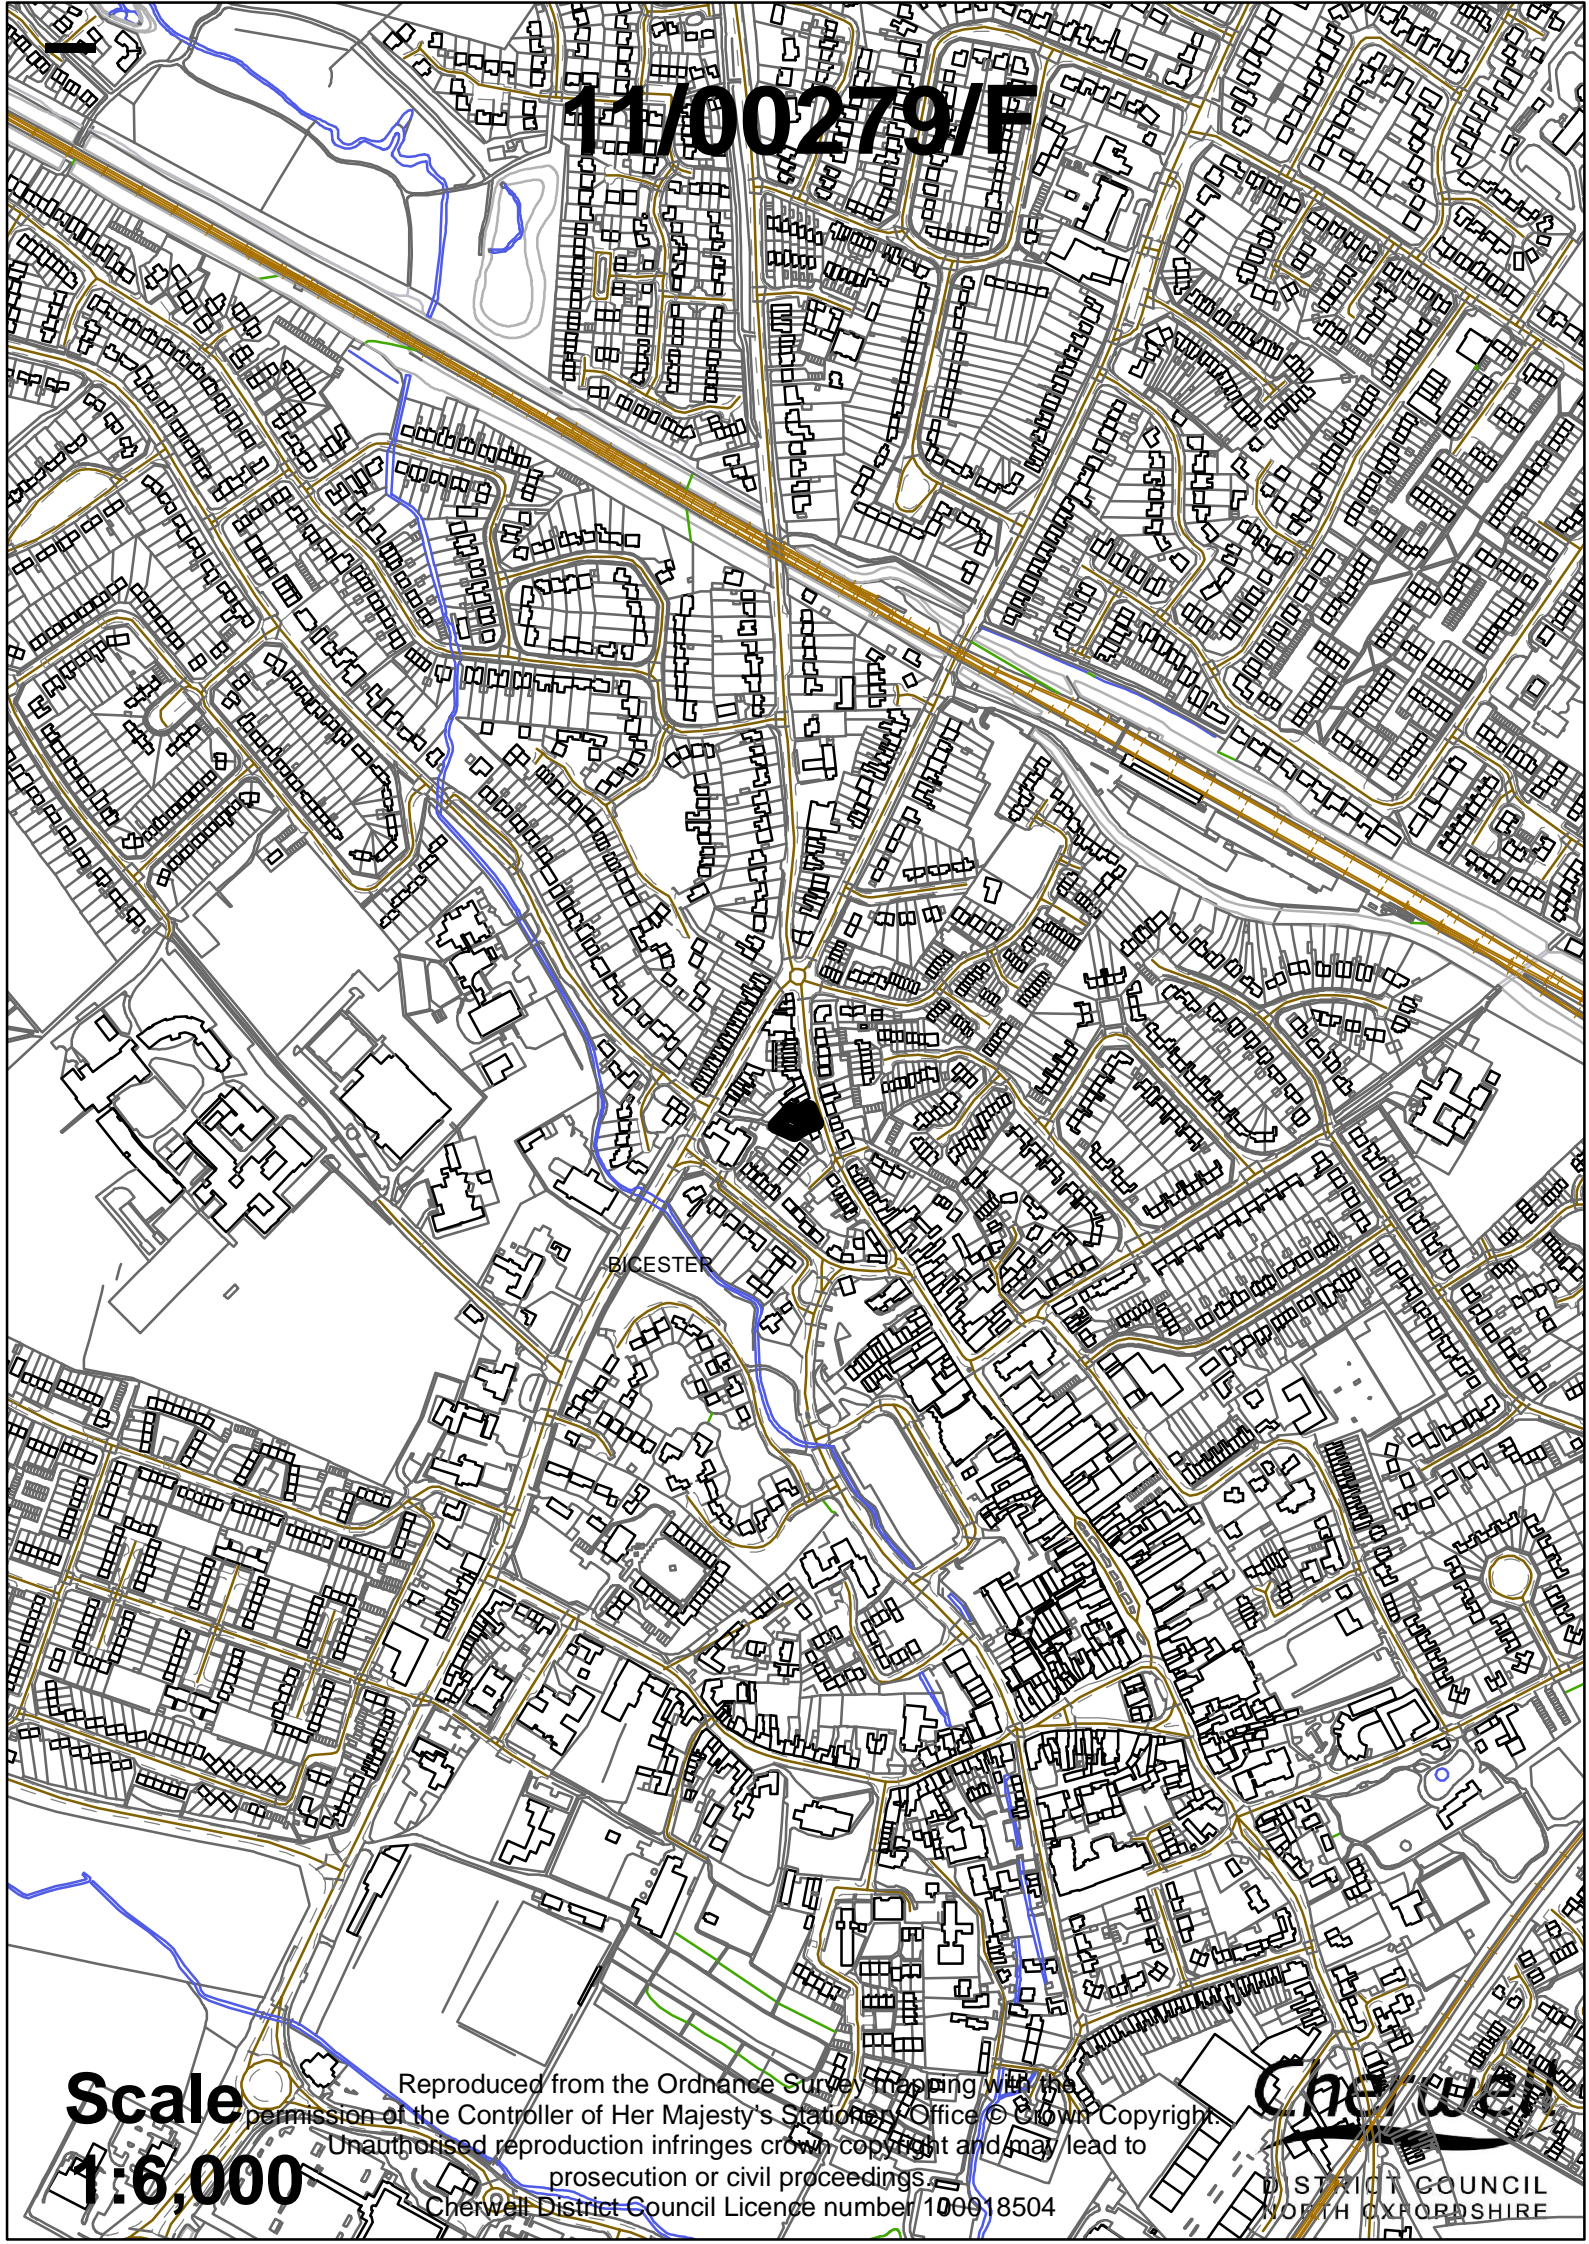 11/00279/F
BICESTER
Scale
1:6,000
Reproduced from the Ordnance Survey mapping with the
permission of the Controller of Her Majesty's Stationery Office © Crown Copyright.
Unauthorised reproduction infringes crown copyright and may lead to
prosecution or civil proceedings.
Cherwell District Council Licence number 100018504
Cherwell
DISTRICT COUNCIL
NORTH OXFORDSHIRE